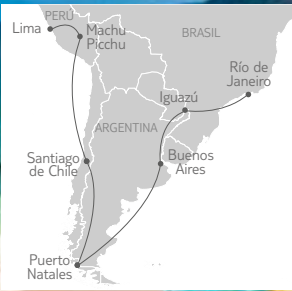 PERÚ
Lima
Machu
Picchu
BRASIL
Río de
Janeiro
Iguazú
ARGENTINA
Santiago
de Chile
Buenos
Aires
Puerto
Natales